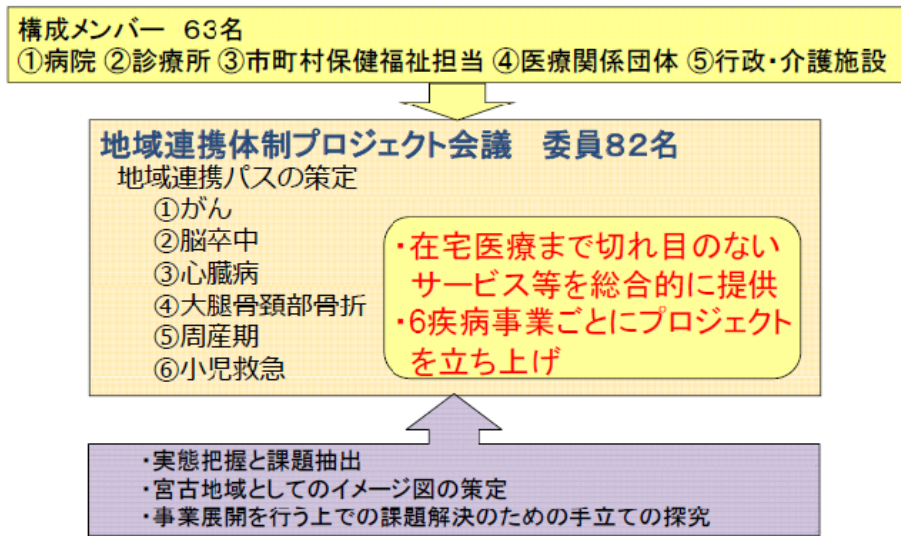 構成メンバー 63名
①病院 ②診療所 ③市町村保健福祉担当 ④医療関係団体 ⑤行政・介護施設
地域連携体制プロジェクト会議 委員82名
地域連携パスの策定
①がん
②脳卒中
③心臓病
④大腿骨頚部骨折
⑤周産期
⑥小児救急
・在宅医療まで切れ目のない
サービス等を総合的に提供
・6疾病事業ごとにプロジェクト
を立ち上げ
・実態把握と課題抽出
・宮古地域としてのイメージ図の策定
・事業展開を行う上での課題解決のための手立ての探究